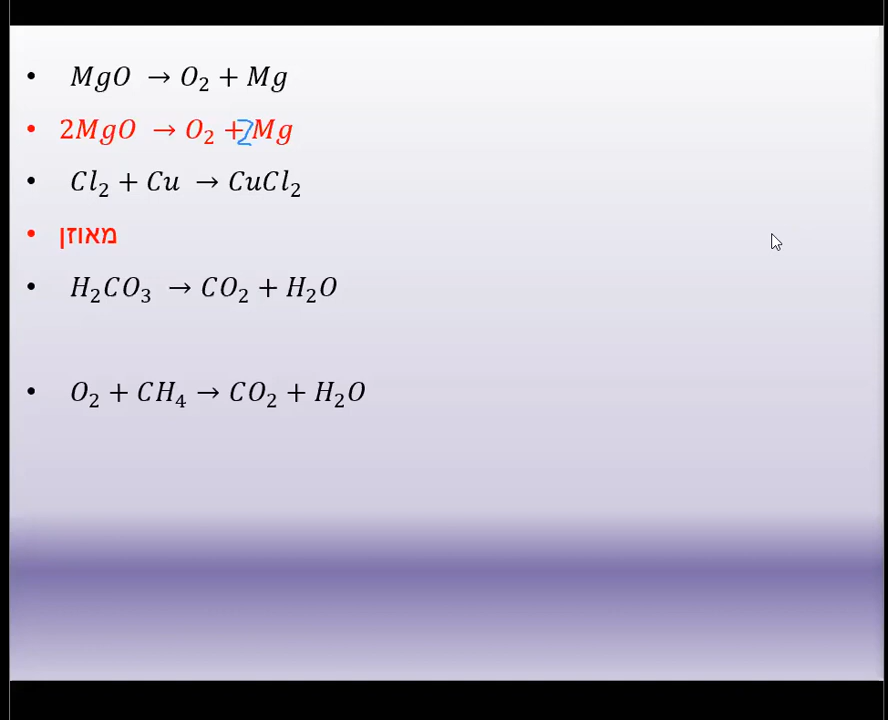 • MgO → O₂ + Mg
• 2MgO → O₂ + 2Mg
• Cl₂ + Cu → CuCl₂
• מאוזן
• H₂CO₃ → CO₂ + H₂O
• O₂ + CH₄ → CO₂ + H₂O